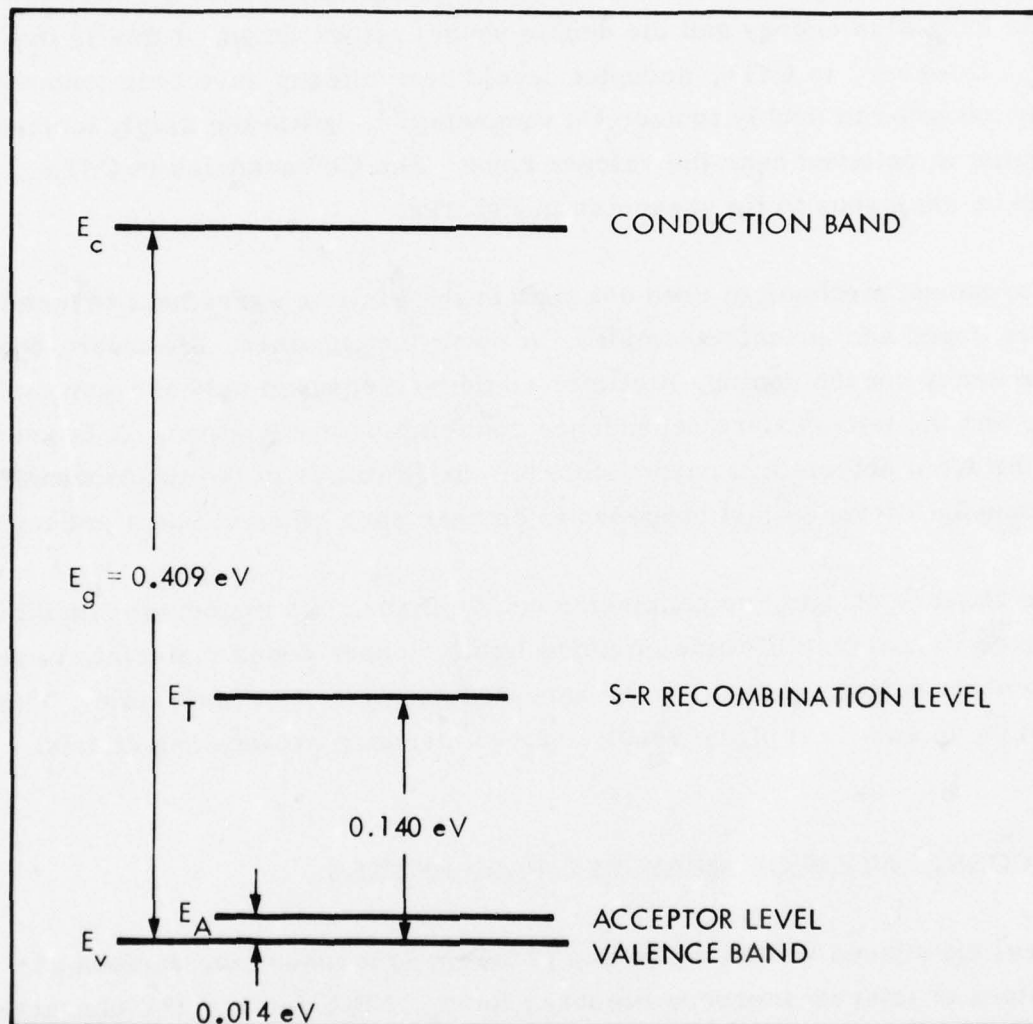 E_c CONDUCTION BAND
E_g = 0.409 eV
E_T S-R RECOMBINATION LEVEL
0.140 eV
E_A ACCEPTOR LEVEL
E_v VALENCE BAND
0.014 eV